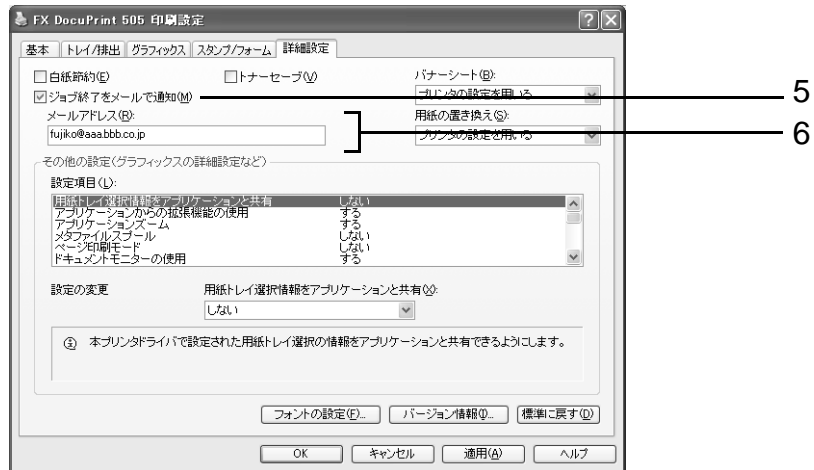 FX DocuPrint 505 印刷設定
基本 トレイ/排出 グラフィックス スタンプ/フォーム 詳細設定
白紙節約(E) トナーセーブ(V) バナーシート(B):
ジョブ終了をメールで通知(M) プリンタの設定を用いる 5
メールアドレス(R): 用紙の置き換え(S):
fujiko@aaa.bbb.co.jp プリンタの設定を用いる 6
その他の設定(グラフィックスの詳細設定など)
設定項目(L):
用紙トレイ選択情報をアプリケーションと共有 しない
アプリケーションからの拡張機能の使用 する
アプリケーションズーム する
メタファイルスプール しない
ページ印刷モード しない
ドキュメントモニターの使用 する
設定の変更 用紙トレイ選択情報をアプリケーションと共有(X):
しない
本プリンタドライバで設定された用紙トレイ選択の情報をアプリケーションと共有できるようにします。
フォントの設定(F)... バージョン情報(I)... 標準に戻す(D)
OK キャンセル 適用(A) ヘルプ